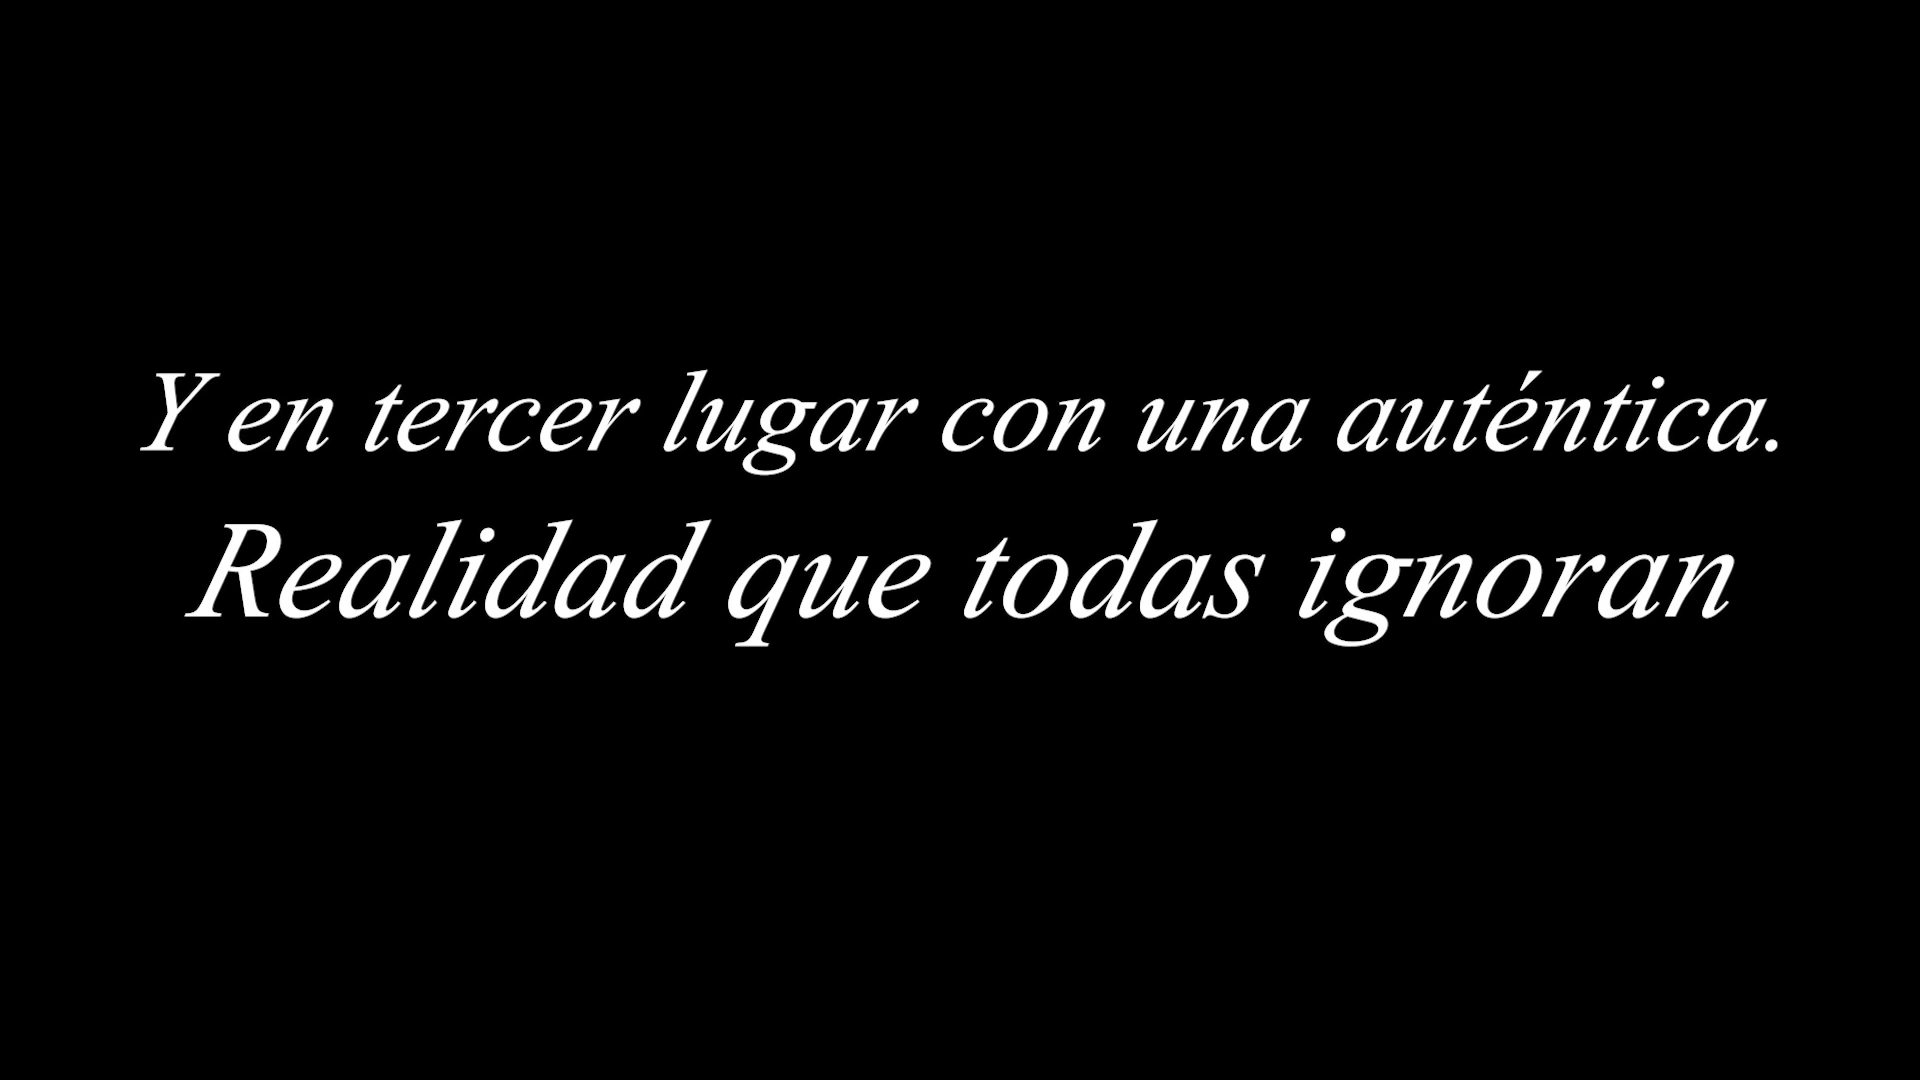 Y en tercer lugar con una auténtica.
Realidad que todas ignoran